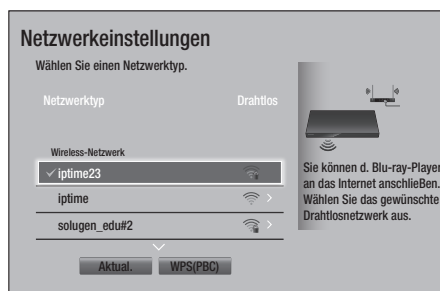 Netzwerkeinstellungen
Wählen Sie einen Netzwerktyp.
Netzwerktyp Drahtlos
Wireless-Netzwerk
iptime23
iptime
solugen_edu#2
Aktual. WPS(PBC)
Sie können d. Blu-ray-Player
an das Internet anschließen.
Wählen Sie das gewünschte
Drahtlosnetzwerk aus.